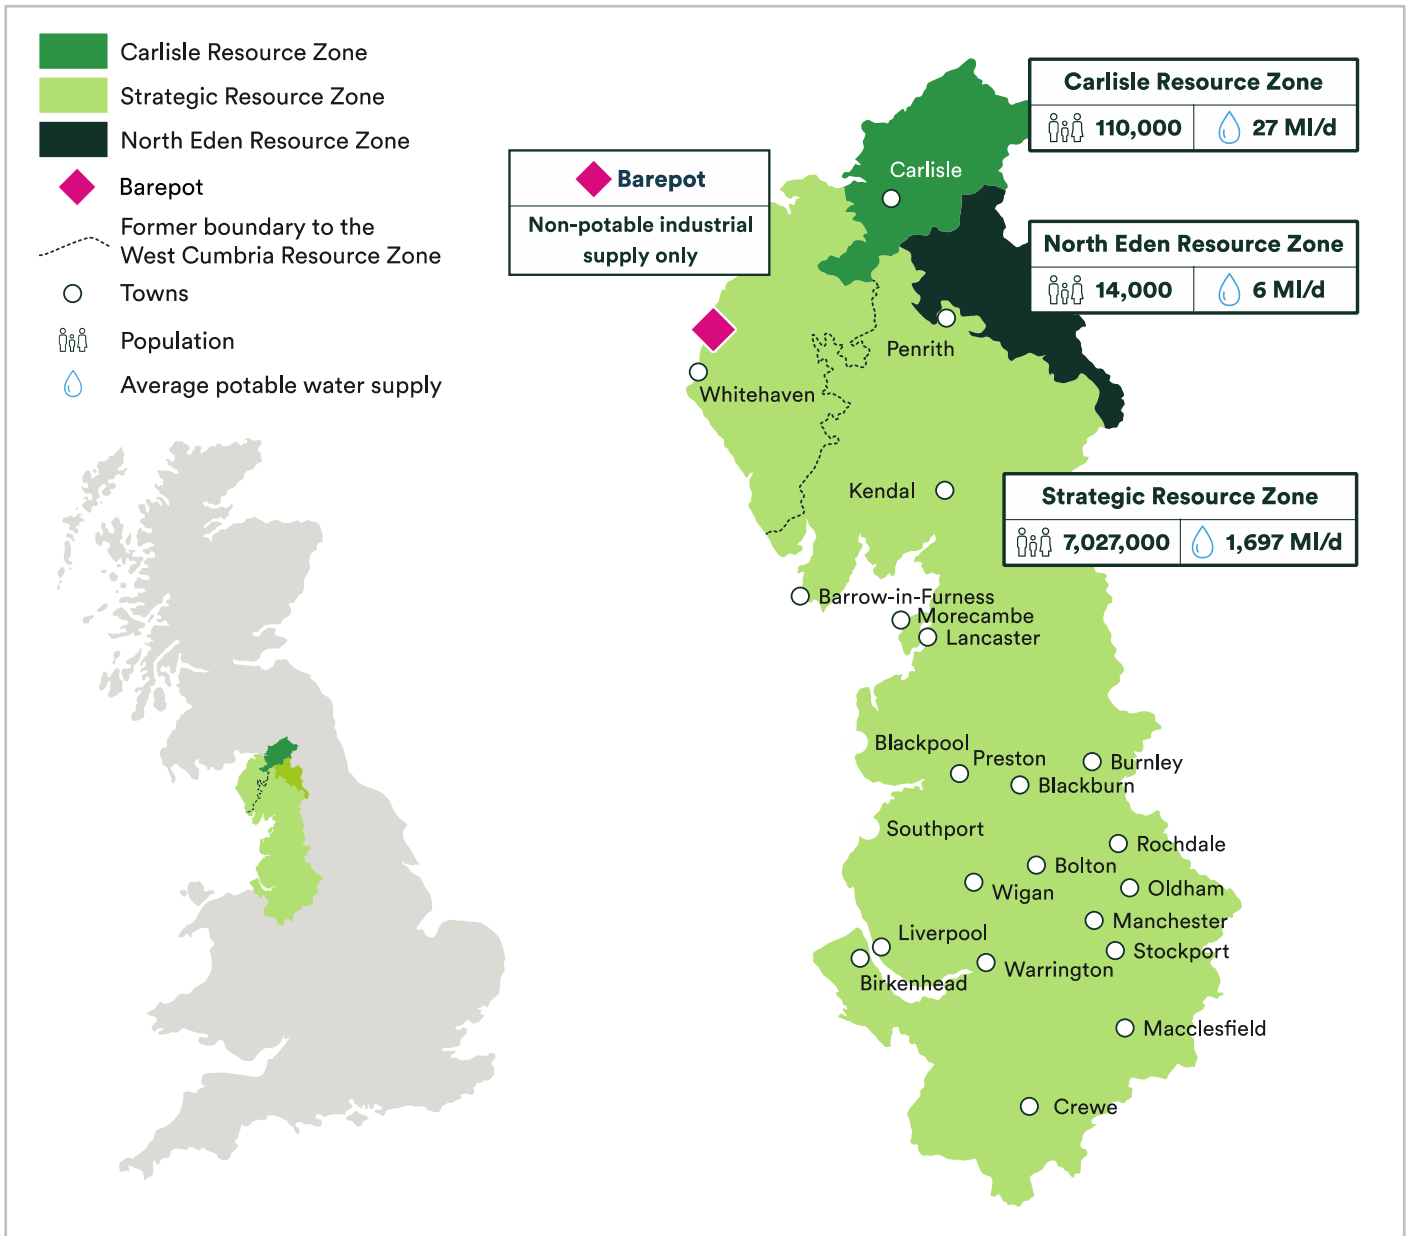 Carlisle Resource Zone
Strategic Resource Zone
North Eden Resource Zone
Barepot
Former boundary to the
West Cumbria Resource Zone
Towns
Population
Average potable water supply
Barepot
Non-potable industrial
supply only
Carlisle Resource Zone
110,000
27 Ml/d
North Eden Resource Zone
14,000
6 Ml/d
Strategic Resource Zone
7,027,000
1,697 Ml/d
Carlisle
Penrith
Whitehaven
Kendal
Barrow-in-Furness
Morecambe
Lancaster
Blackpool
Preston
Burnley
Blackburn
Southport
Rochdale
Bolton
Wigan
Oldham
Manchester
Liverpool
Stockport
Warrington
Birkenhead
Macclesfield
Crewe